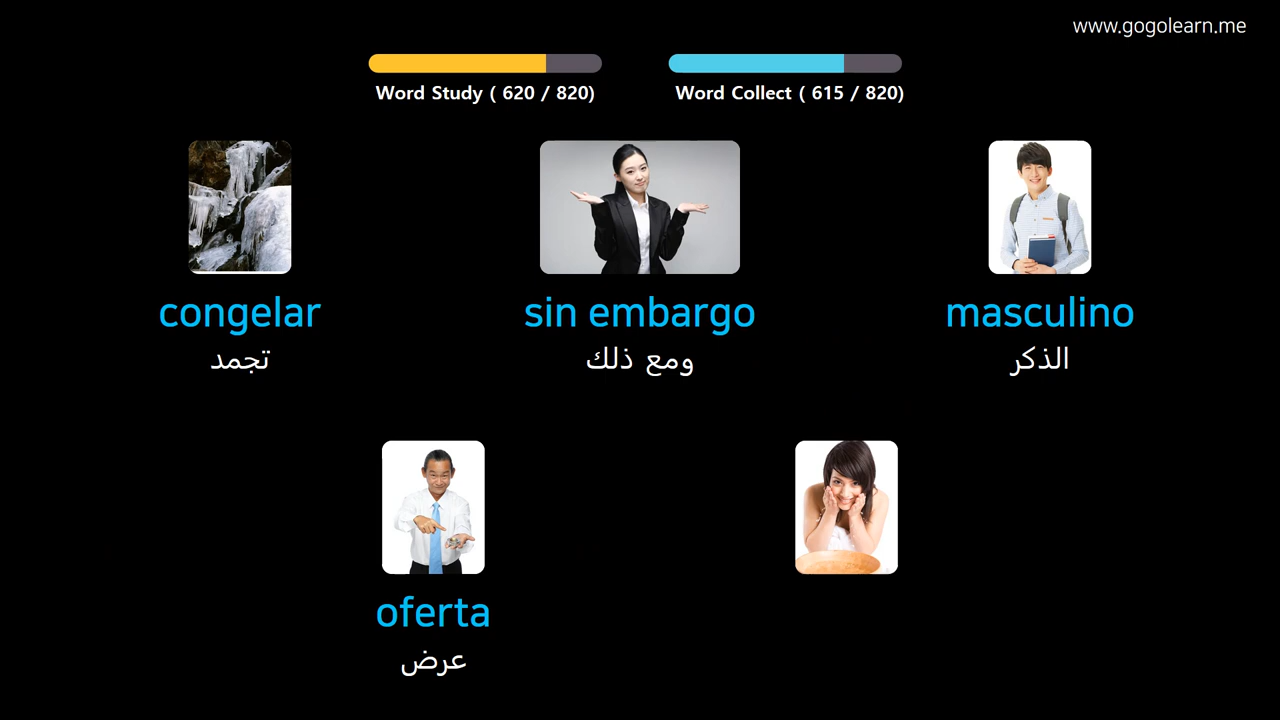 www.gogolearn.me
Word Study ( 620 / 820)
Word Collect ( 615 / 820)
congelar
تجمد
sin embargo
ومع ذلك
masculino
الذكر
oferta
عرض